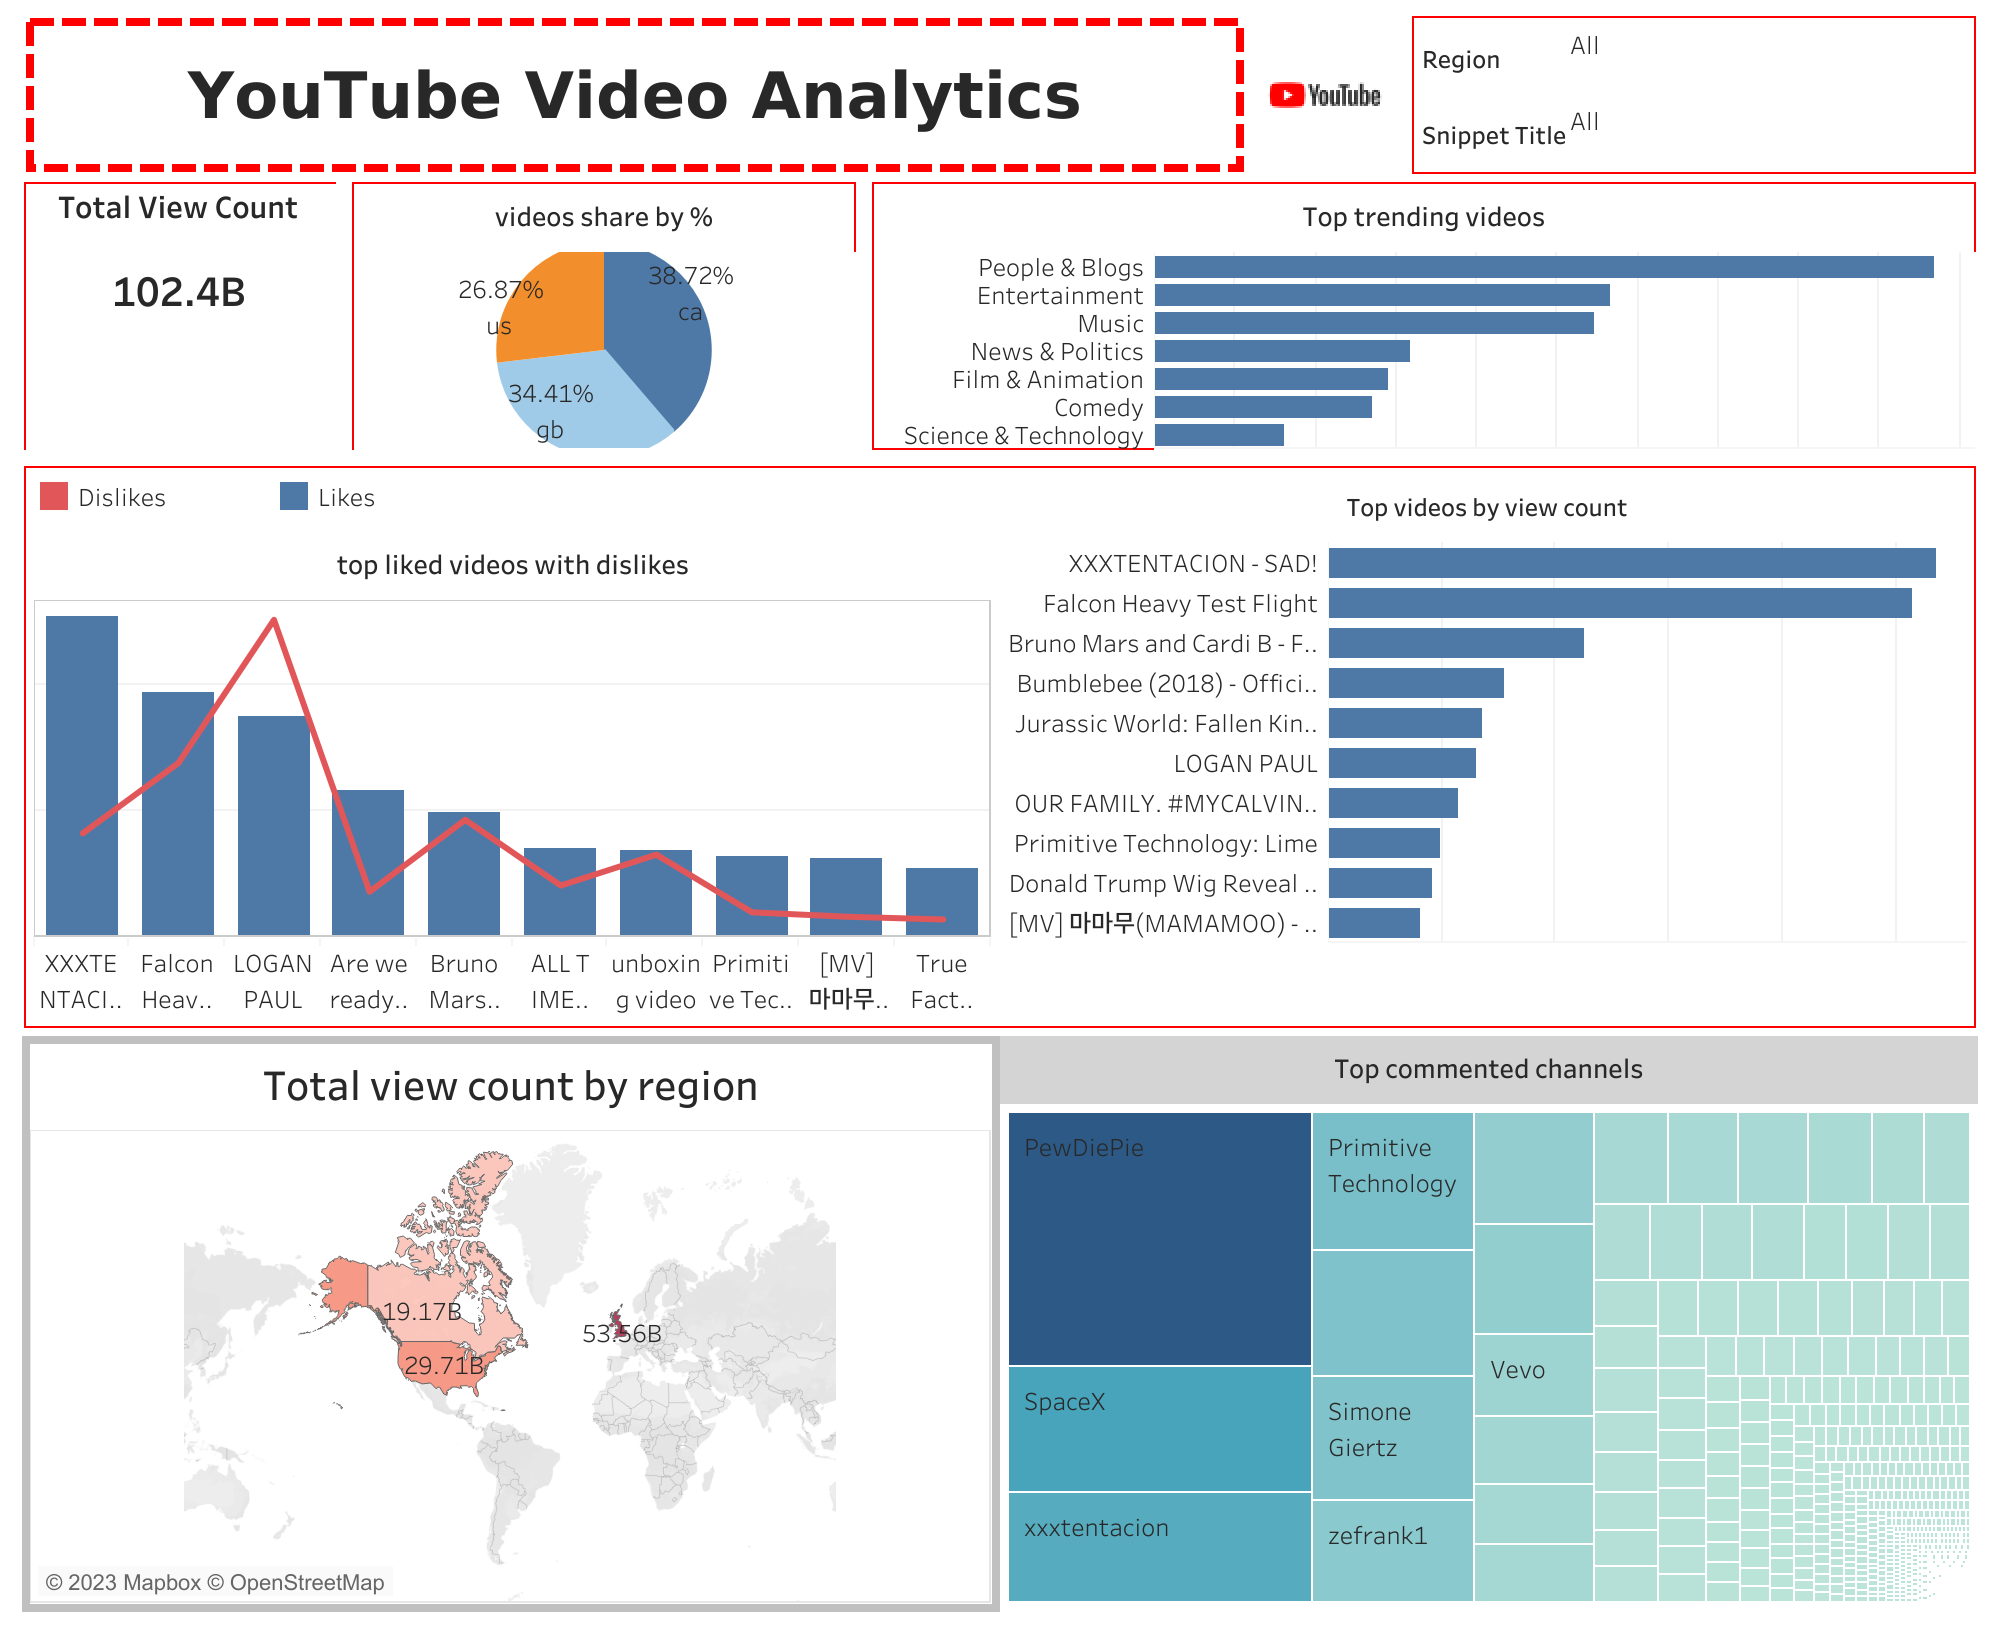 YouTube Video Analytics
YouTube
Region
All
Snippet Title
All
Total View Count
102.4B
videos share by %
38.72%
ca
26.87%
us
34.41%
gb
Top trending videos
People & Blogs
Entertainment
Music
News & Politics
Film & Animation
Comedy
Science & Technology
Dislikes
Likes
top liked videos with dislikes
XXXTE
NTACI..
Falcon
Heav..
LOGAN
PAUL
Are we
ready..
Bruno
Mars..
ALL T
IME..
unboxin
g video
Primiti
ve Tec..
[MV]
마마무..
True
Fact..
Top videos by view count
XXXTENTACION - SAD!
Falcon Heavy Test Flight
Bruno Mars and Cardi B - F..
Bumblebee (2018) - Offici..
Jurassic World: Fallen Kin..
LOGAN PAUL
OUR FAMILY. #MYCALVIN..
Primitive Technology: Lime
Donald Trump Wig Reveal ..
[MV] 마마무(MAMAMOO) - ..
Total view count by region
19.17B
53.56B
29.71B
© 2023 Mapbox © OpenStreetMap
Top commented channels
PewDiePie
SpaceX
xxxtentacion
Primitive
Technology
Simone
Giertz
zefrank1
Vevo